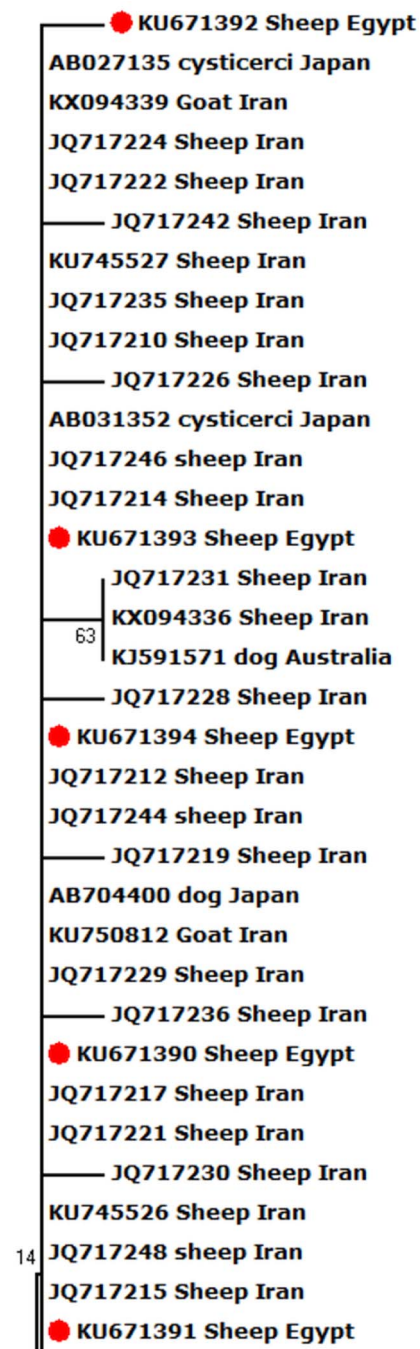 KU671392 Sheep Egypt
AB027135 cysticerci Japan
KX094339 Goat Iran
JQ717224 Sheep Iran
JQ717222 Sheep Iran
JQ717242 Sheep Iran
KU745527 Sheep Iran
JQ717235 Sheep Iran
JQ717210 Sheep Iran
JQ717226 Sheep Iran
AB031352 cysticerci Japan
JQ717246 sheep Iran
JQ717214 Sheep Iran
KU671393 Sheep Egypt
JQ717231 Sheep Iran
KX094336 Sheep Iran
63
KJ591571 dog Australia
JQ717228 Sheep Iran
KU671394 Sheep Egypt
JQ717212 Sheep Iran
JQ717244 sheep Iran
JQ717219 Sheep Iran
AB704400 dog Japan
KU750812 Goat Iran
JQ717229 Sheep Iran
JQ717236 Sheep Iran
KU671390 Sheep Egypt
JQ717217 Sheep Iran
JQ717221 Sheep Iran
JQ717230 Sheep Iran
KU745526 Sheep Iran
14
JQ717248 sheep Iran
JQ717215 Sheep Iran
KU671391 Sheep Egypt